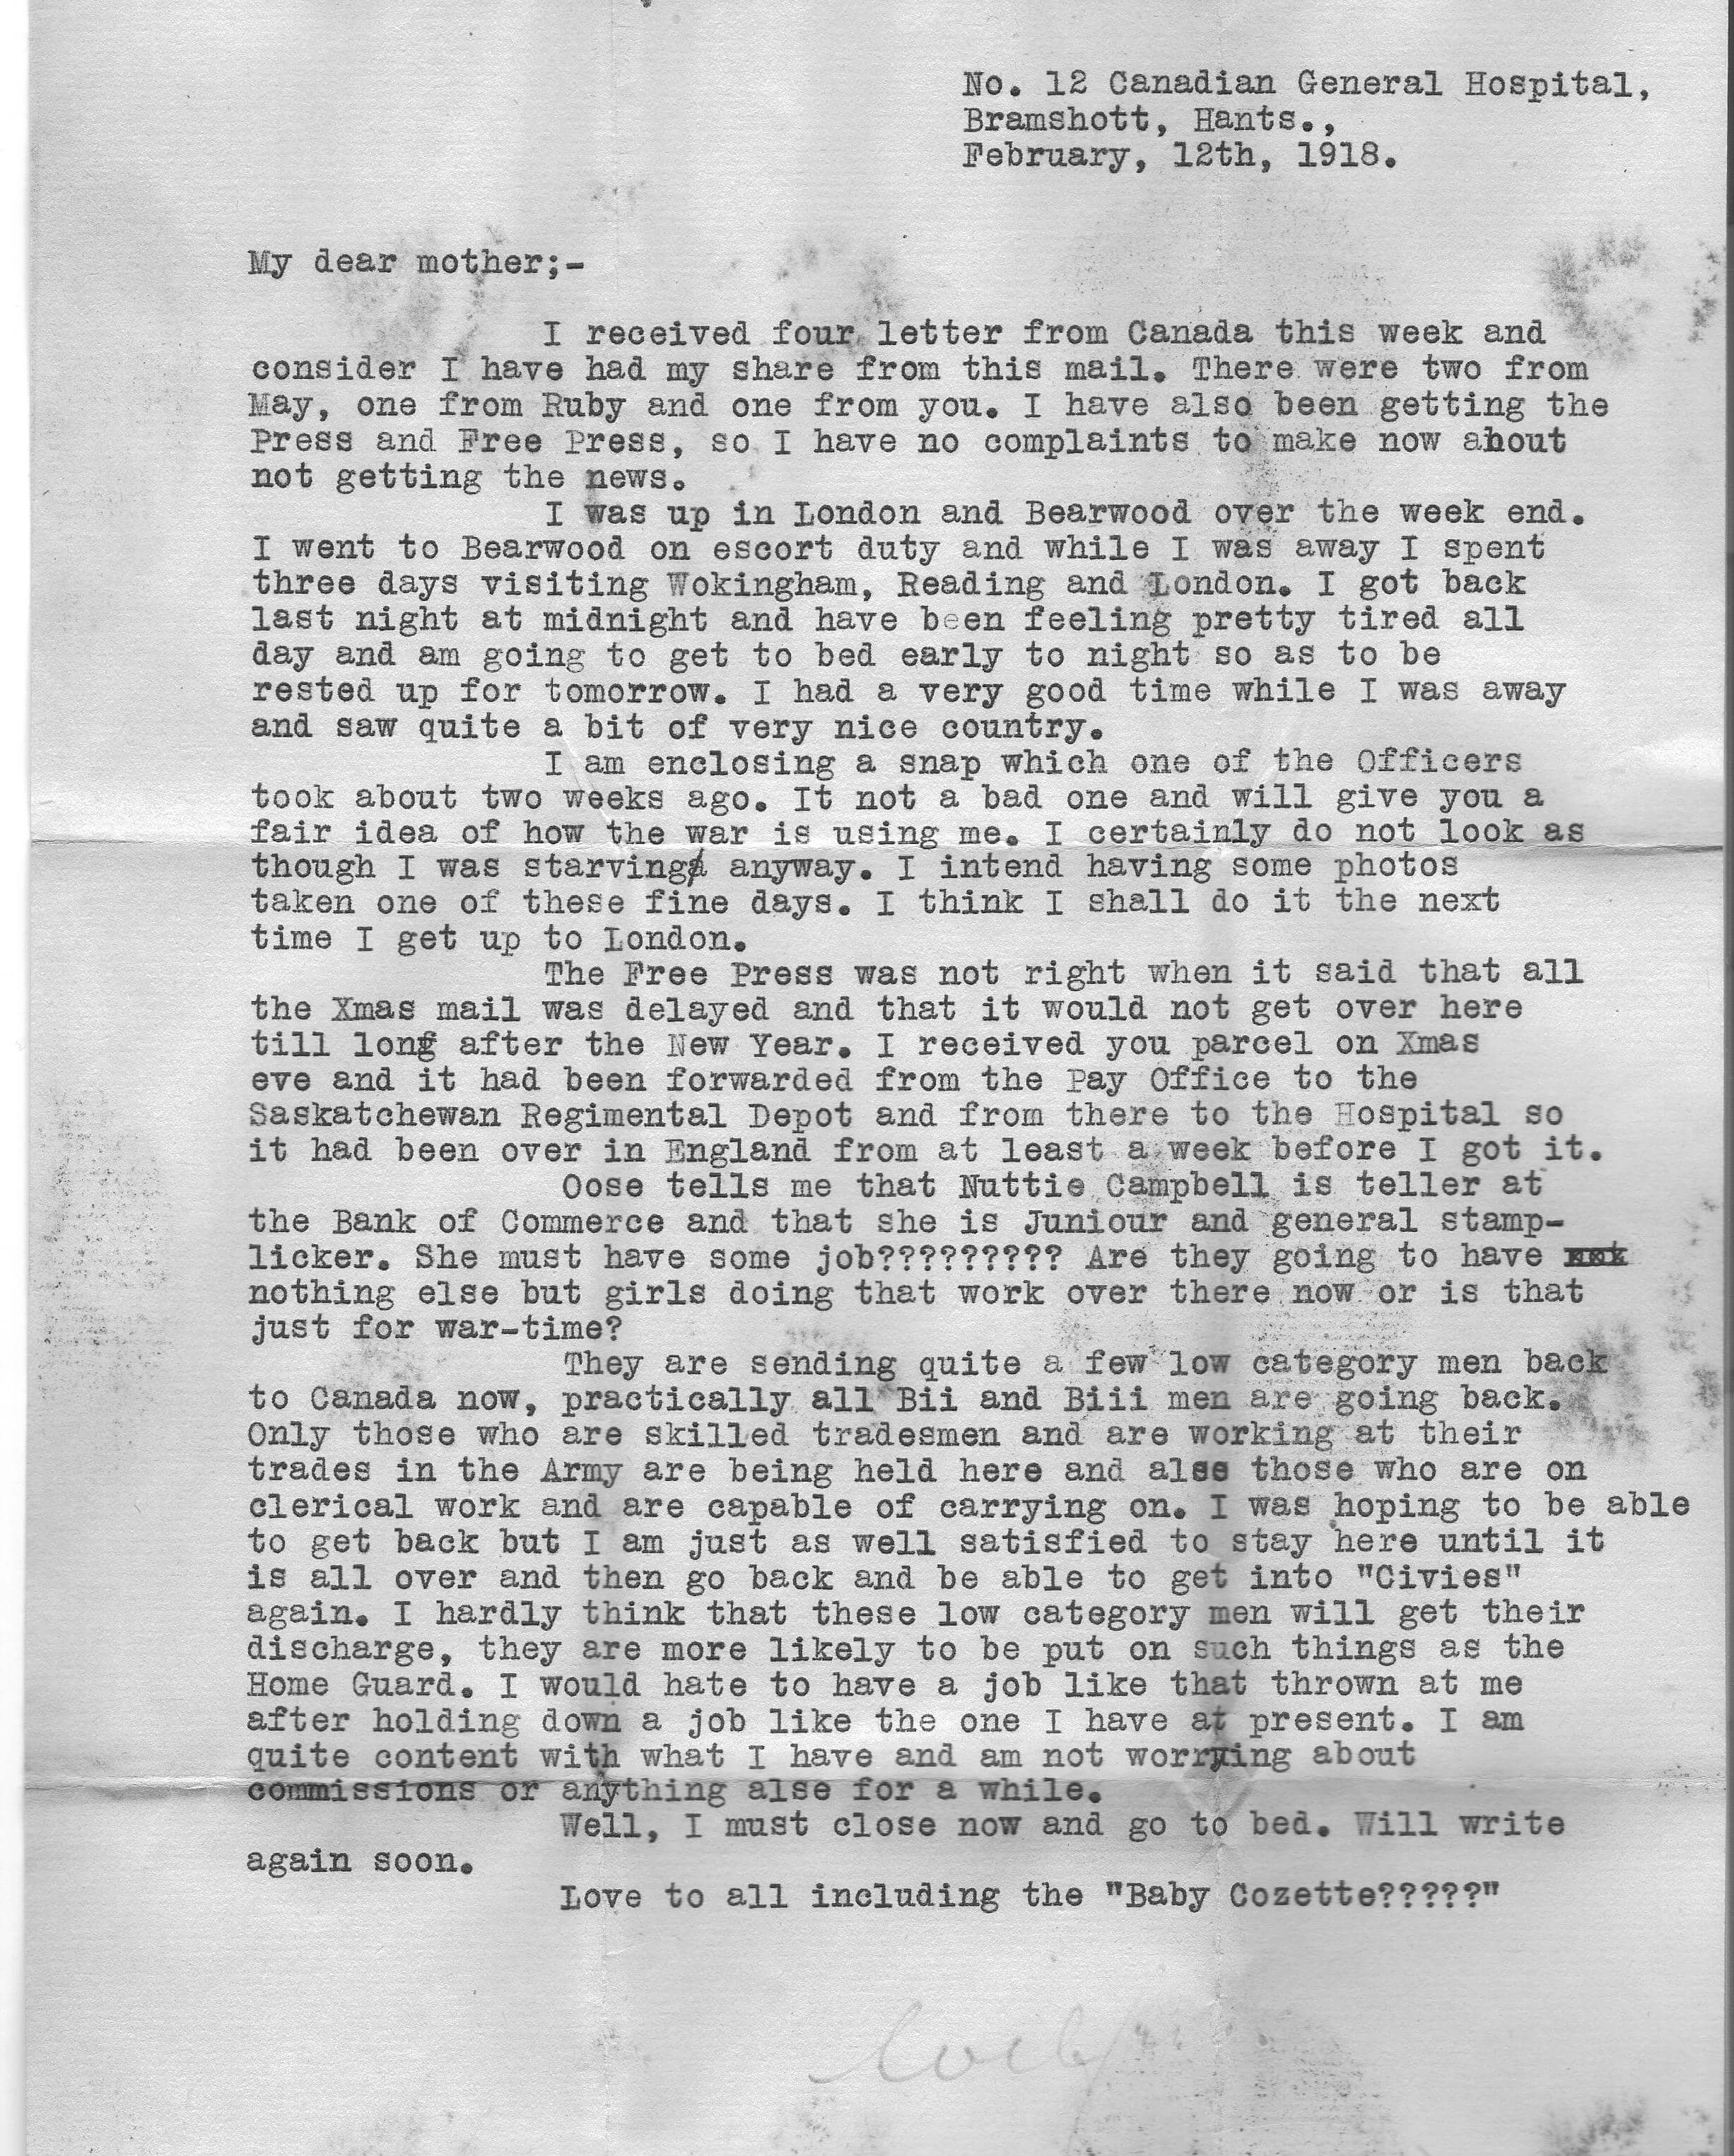 No. 12 Canadian General Hospital,
Bramshott, Hants.,
February, 12th, 1918.
My dear mother;-
I received four letter from Canada this week and
consider I have had my share from this mail. There were two from
May, one from Ruby and one from you. I have also been getting the
Press and Free Press, so I have no complaints to make now about
not getting the news.
I was up in London and Bearwood over the week end.
I went to Bearwood on escort duty and while I was away I spent
three days visiting Wokingham, Reading and London. I got back
last night at midnight and have been feeling pretty tired all
day and am going to get to bed early to night so as to be
rested up for tomorrow. I had a very good time while I was away
and saw quite a bit of very nice country.
I am enclosing a snap which one of the Officers
took about two weeks ago. It not a bad one and will give you a
fair idea of how the war is using me. I certainly do not look as
though I was starving anyway. I intend having some photos
taken one of these fine days. I think I shall do it the next
time I get up to London.
The Free Press was not right when it said that all
the Xmas mail was delayed and that it would not get over here
till long after the New Year. I received you parcel on Xmas
eve and it had been forwarded from the Pay Office to the
Saskatchewan Regimental Depot and from there to the Hospital so
it had been over in England from at least a week before I got it.
Oose tells me that Nuttie Campbell is teller at
the Bank of Commerce and that she is Juniour and general stamp-
licker. She must have some job????????? Are they going to have
nothing else but girls doing that work over there now or is that
just for war-time?
They are sending quite a few low category men back
to Canada now, practically all Bii and Biii men are going back.
Only those who are skilled tradesmen and are working at their
trades in the Army are being held here and also those who are on
clerical work and are capable of carrying on. I was hoping to be able
to get back but I am just as well satisfied to stay here until it
is all over and then go back and be able to get into "Civies"
again. I hardly think that these low category men will get their
discharge, they are more likely to be put on such things as the
Home Guard. I would hate to have a job like that thrown at me
after holding down a job like the one I have at present. I am
quite content with what I have and am not worrying about
commissions or anything alse for a while.
Well, I must close now and go to bed. Will write
again soon.
Love to all including the "Baby Cozette?????"